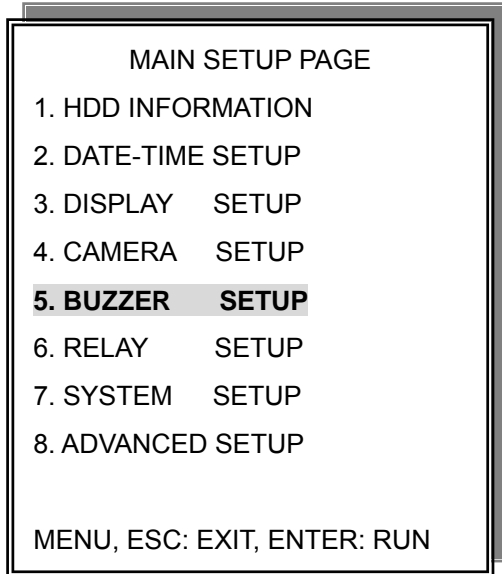 MAIN SETUP PAGE
1. HDD INFORMATION
2. DATE-TIME SETUP
3. DISPLAY SETUP
4. CAMERA SETUP
5. BUZZER SETUP
6. RELAY SETUP
7. SYSTEM SETUP
8. ADVANCED SETUP
MENU, ESC: EXIT, ENTER: RUN